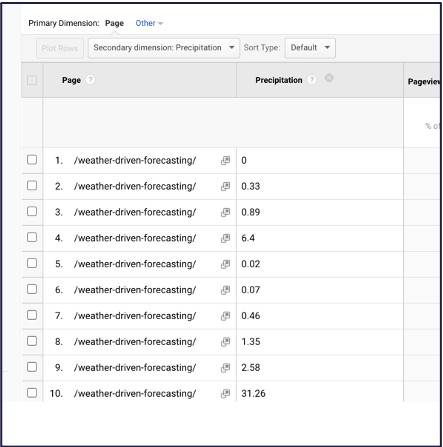 Primary Dimension: Page Other
Plot Rows Secondary dimension: Precipitation Sort Type: Default
Page ? Precipitation ? Pageview
% of
1. /weather-driven-forecasting/ 0
2. /weather-driven-forecasting/ 0.33
3. /weather-driven-forecasting/ 0.89
4. /weather-driven-forecasting/ 6.4
5. /weather-driven-forecasting/ 0.02
6. /weather-driven-forecasting/ 0.07
7. /weather-driven-forecasting/ 0.46
8. /weather-driven-forecasting/ 1.35
9. /weather-driven-forecasting/ 2.58
10. /weather-driven-forecasting/ 31.26